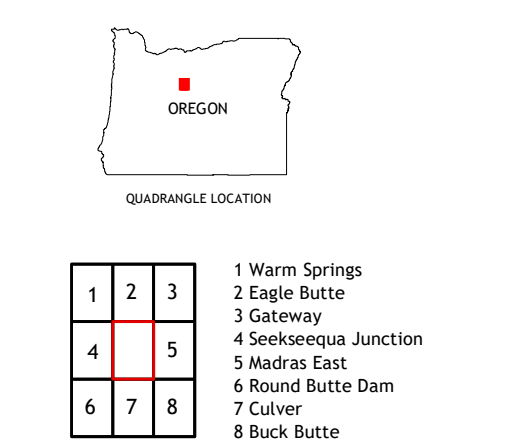 OREGON
QUADRANGLE LOCATION
1 2 3
4 5
6 7 8
1 Warm Springs
2 Eagle Butte
3 Gateway
4 Seekseequa Junction
5 Madras East
6 Round Butte Dam
7 Culver
8 Buck Butte